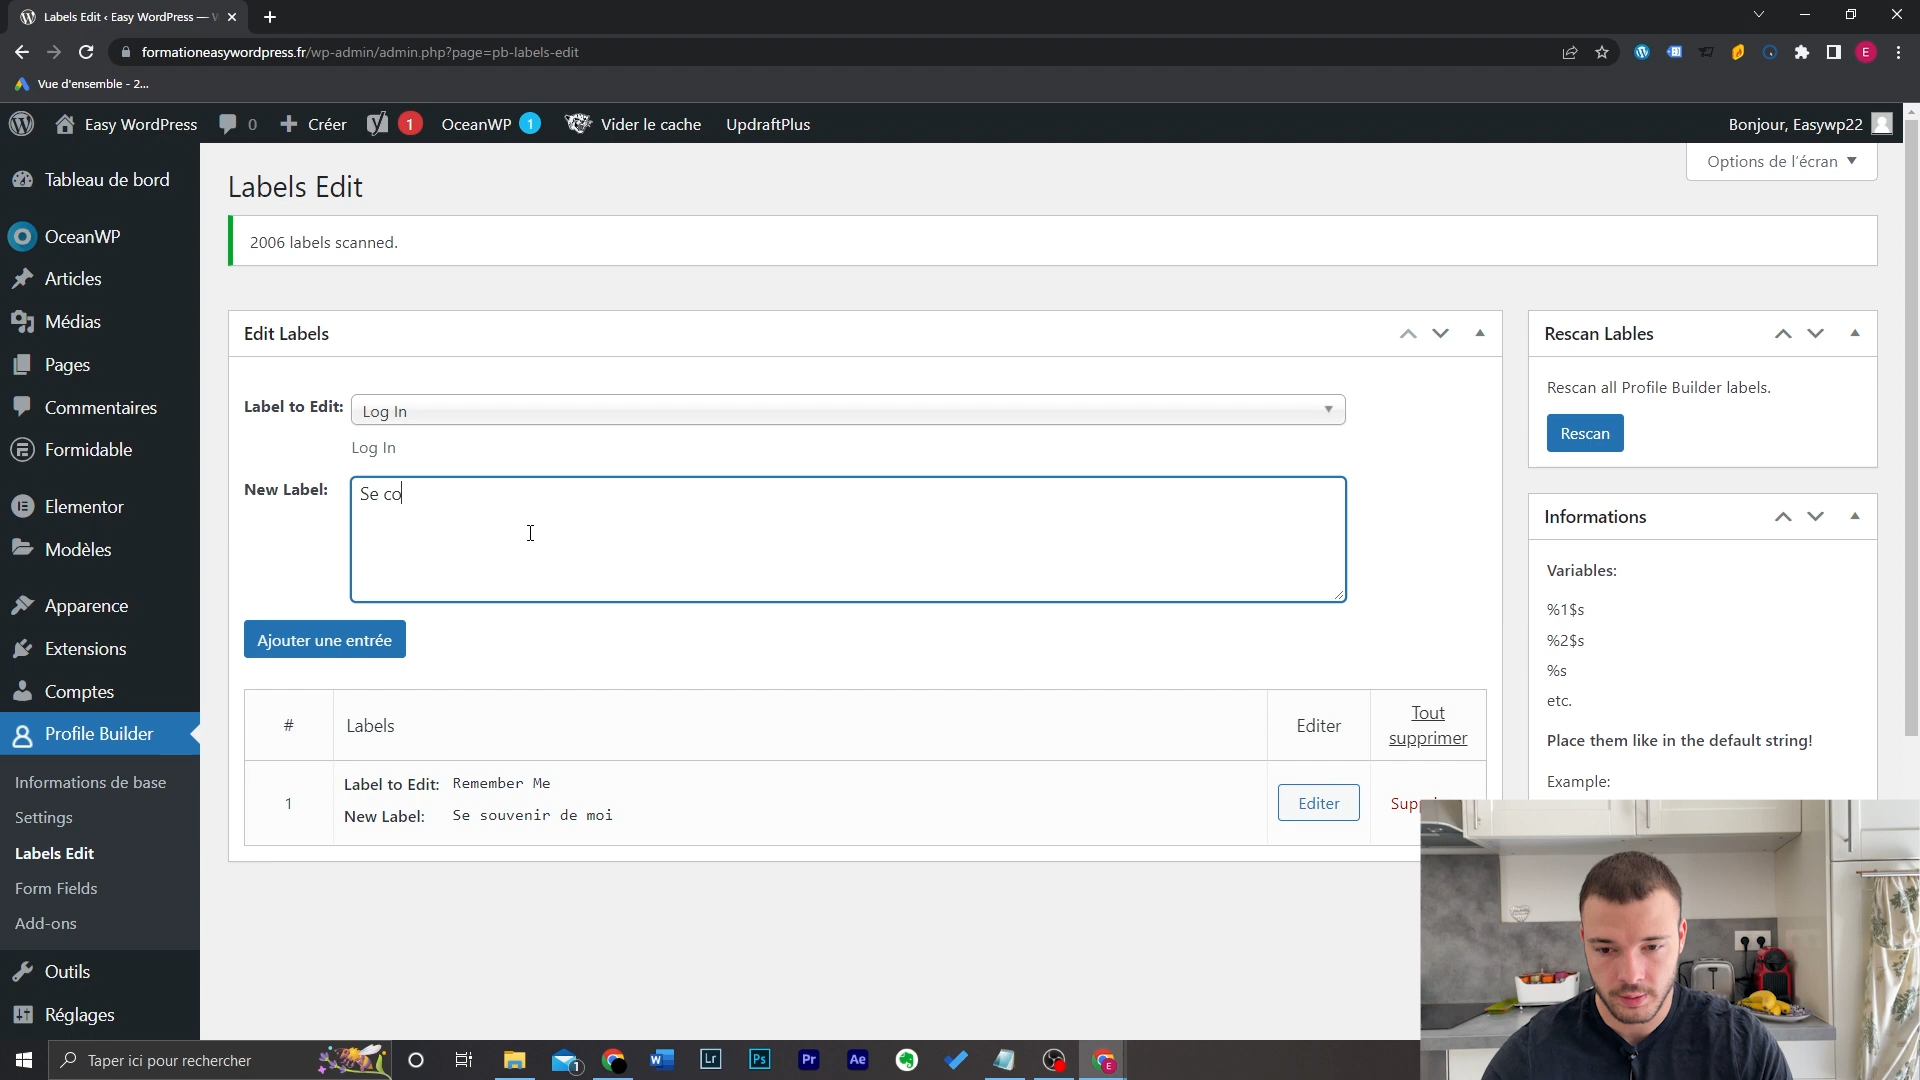 Labels Edit ‹ Easy WordPress —
formationeasywordpress.fr/wp-admin/admin.php?page=pb-labels-edit
E
Vue d'ensemble - 2...
Easy WordPress
0
Créer
1
OceanWP
1
Vider le cache
UpdraftPlus
Bonjour, Easywp22
Options de l'écran
Tableau de bord
OceanWP
Articles
Médias
Pages
Commentaires
Formidable
Elementor
Modèles
Apparence
Extensions
Comptes
Profile Builder
Informations de base
Settings
Labels Edit
Form Fields
Add-ons
Outils
Réglages
Labels Edit
2006 labels scanned.
Edit Labels
Label to Edit:
Log In
Log In
New Label:
Se co
Ajouter une entrée
#
Labels
Editer
Tout
supprimer
1
Label to Edit: Remember Me
New Label: Se souvenir de moi
Editer
Rescan Lables
Rescan all Profile Builder labels.
Rescan
Informations
Variables:
%1$s
%2$s
%s
etc.
Place them like in the default string!
Example:
Taper ici pour rechercher
1
Lr
Ps
Pr
Ae
E